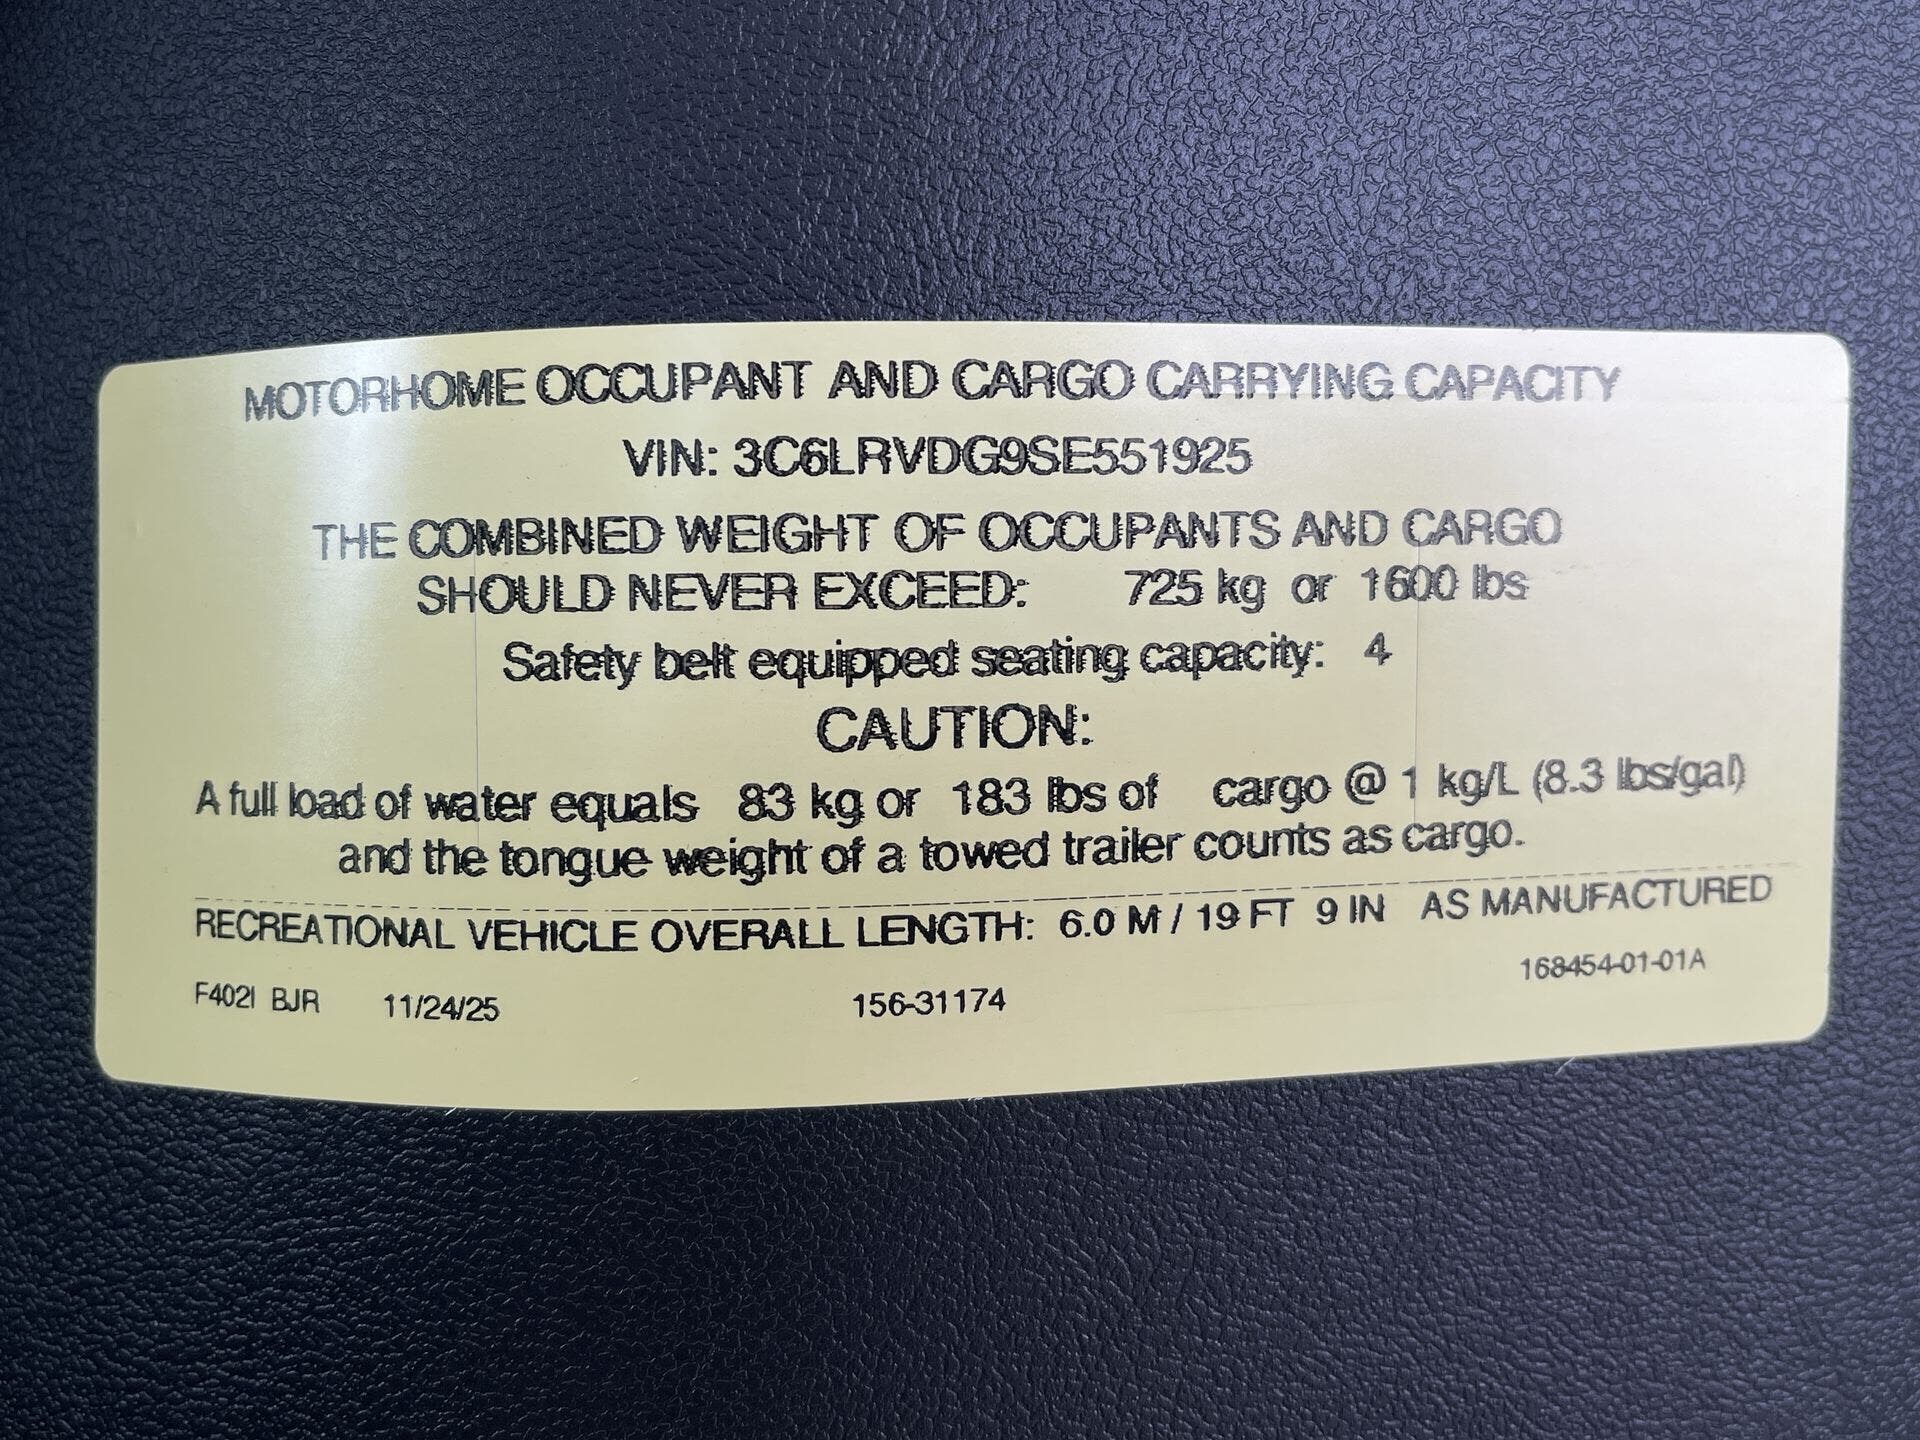 MOTORHOME OCCUPANT AND CARGO CARRYING CAPACITY
VIN: 3C6LRVDG9SE551925
THE COMBINED WEIGHT OF OCCUPANTS AND CARGO
SHOULD NEVER EXCEED: 725 kg or 1600 lbs
Safety belt equipped seating capacity: 4
CAUTION:
A full load of water equals 83 kg or 183 lbs of cargo @ 1 kg/L (8.3 lbs/gal)
and the tongue weight of a towed trailer counts as cargo.
RECREATIONAL VEHICLE OVERALL LENGTH: 6.0 M / 19 FT 9 IN AS MANUFACTURED
168454-01-01A
F402I BJR 11/24/25 156-31174